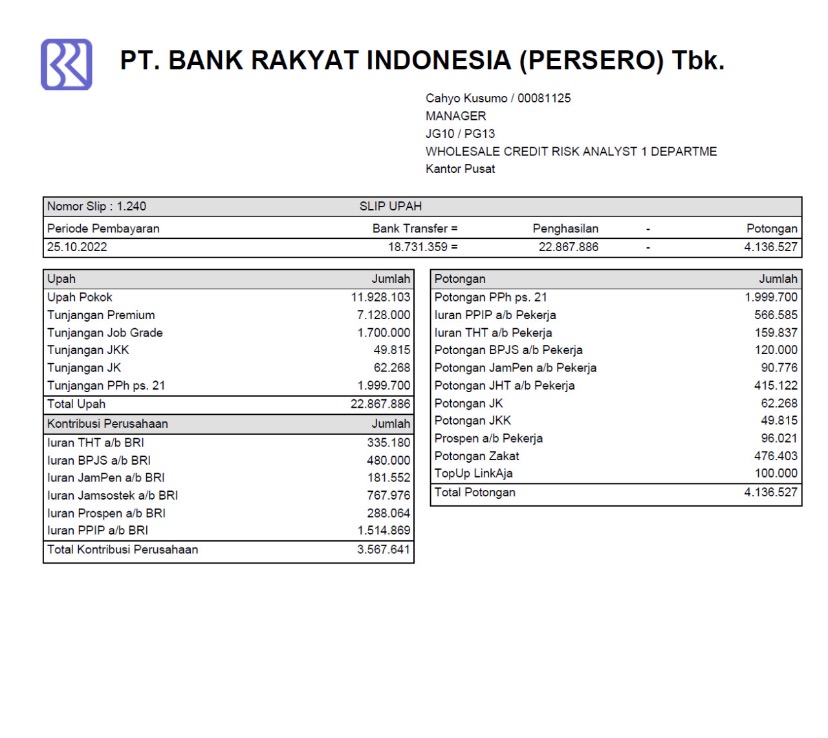 PT. BANK RAKYAT INDONESIA (PERSERO) Tbk.
Cahyo Kusumo / 00081125
MANAGER
JG10 / PG13
WHOLESALE CREDIT RISK ANALYST 1 DEPARTME
Kantor Pusat
Nomor Slip : 1.240 SLIP UPAH
Periode Pembayaran Bank Transfer = Penghasilan - Potongan
25.10.2022 18.731.359 = 22.867.886 - 4.136.527
Upah Jumlah
Upah Pokok 11.928.103
Tunjangan Premium 7.128.000
Tunjangan Job Grade 1.700.000
Tunjangan JKK 49.815
Tunjangan JK 62.268
Tunjangan PPh ps. 21 1.999.700
Total Upah 22.867.886
Kontribusi Perusahaan Jumlah
Iuran THT a/b BRI 335.180
Iuran BPJS a/b BRI 480.000
Iuran JamPen a/b BRI 181.552
Iuran Jamsostek a/b BRI 767.976
Iuran Prospen a/b BRI 288.064
Iuran PPIP a/b BRI 1.514.869
Total Kontribusi Perusahaan 3.567.641
Potongan Jumlah
Potongan PPh ps. 21 1.999.700
Iuran PPIP a/b Pekerja 566.585
Iuran THT a/b Pekerja 159.837
Potongan BPJS a/b Pekerja 120.000
Potongan JamPen a/b Pekerja 90.776
Potongan JHT a/b Pekerja 415.122
Potongan JK 62.268
Potongan JKK 49.815
Prospen a/b Pekerja 96.021
Potongan Zakat 476.403
TopUp LinkAja 100.000
Total Potongan 4.136.527